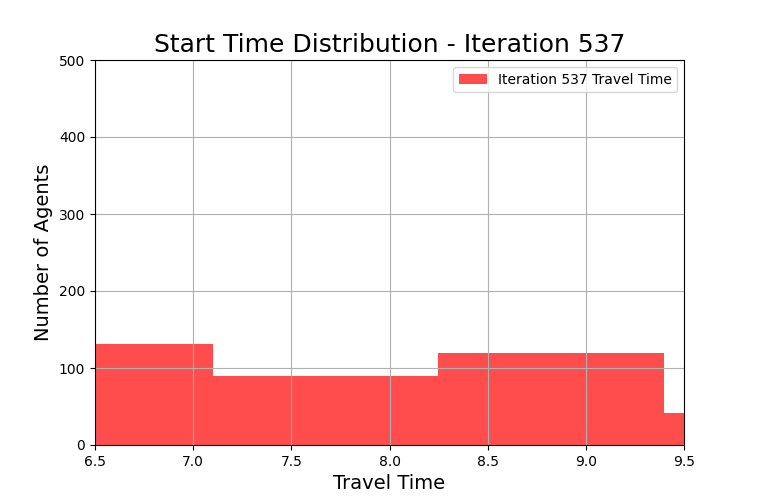 Start Time Distribution - Iteration 537
Iteration 537 Travel Time
Number of Agents
500
400
300
200
100
0
6.5 7.0 7.5 8.0 8.5 9.0 9.5
Travel Time